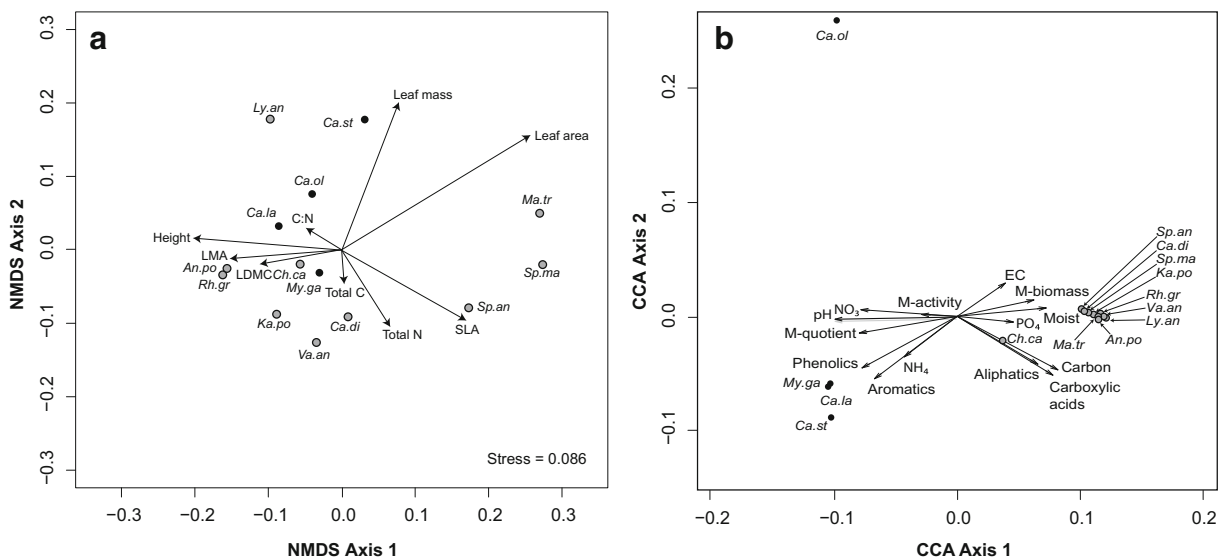 a
0.3
0.2
0.1
0.0
−0.1
−0.2
−0.3
NMDS Axis 2
Leaf mass
Ly.an
Ca.st
Leaf area
Ca.ol
Ma.tr
Ca.la
C:N
Height
LMA
An.po
LDMC
Ch.ca
Sp.ma
Rh.gr
My.ga
Total C
Sp.an
Ka.po
Ca.di
Total N
SLA
Va.an
Stress = 0.086
−0.3
−0.2
−0.1
0.0
0.1
0.2
0.3
NMDS Axis 1
b
0.2
0.1
0.0
−0.1
CCA Axis 2
Ca.ol
Sp.an
Ca.di
Sp.ma
Ka.po
EC
M-biomass
Rh.gr
M-activity
NO₃
Va.an
pH
Moist
Ly.an
PO₄
M-quotient
Ch.ca
Ma.tr
An.po
Phenolics
NH₄
Aliphatics
Carbon
My.ga
Aromatics
Carboxylic
acids
Ca.la
Ca.st
−0.2
−0.1
0.0
0.1
0.2
CCA Axis 1